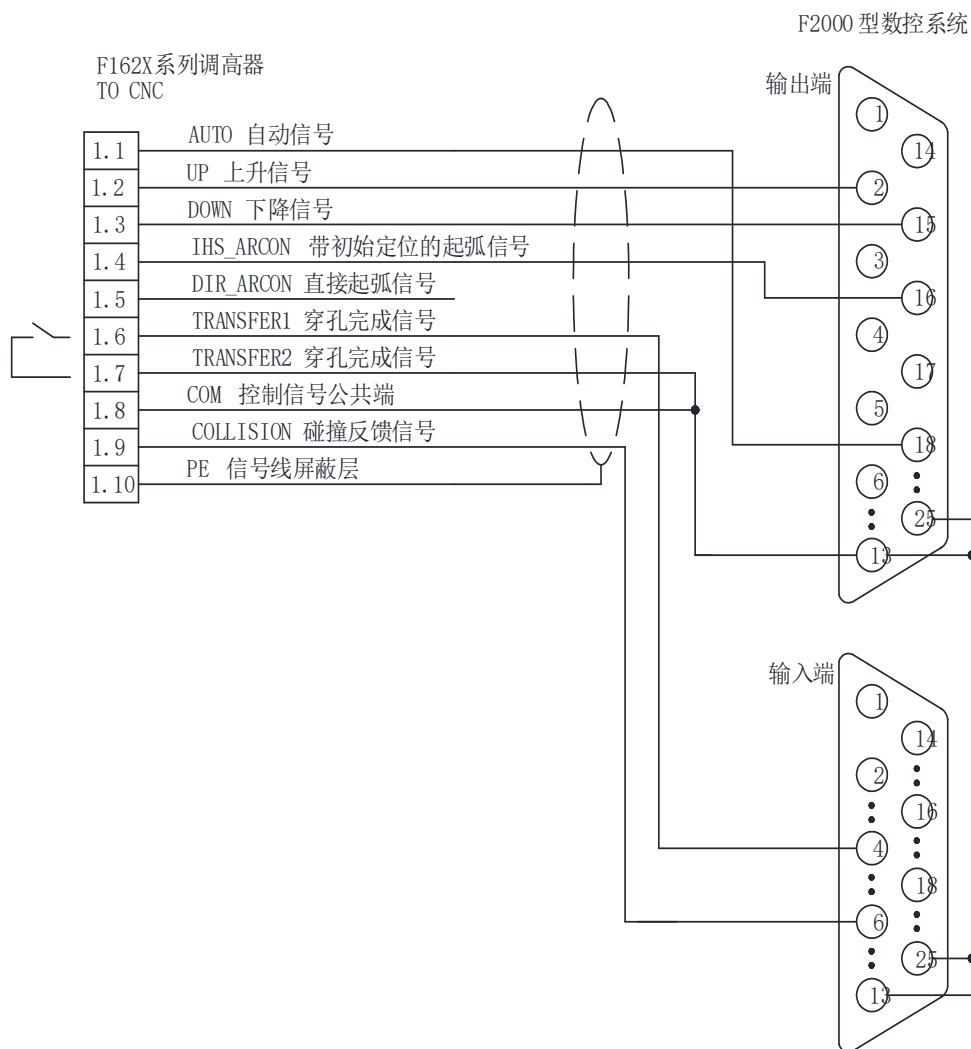 F2000 型数控系统
F162X系列调高器
TO CNC
输出端
1.1 AUTO 自动信号
1.2 UP 上升信号
1.3 DOWN 下降信号
1.4 IHS_ARCON 带初始定位的起弧信号
1.5 DIR_ARCON 直接起弧信号
1.6 TRANSFER1 穿孔完成信号
1.7 TRANSFER2 穿孔完成信号
1.8 COM 控制信号公共端
1.9 COLLISION 碰撞反馈信号
1.10 PE 信号线屏蔽层
1
14
2
15
3
16
4
17
5
18
6
25
13
输入端
1
14
2
16
4
18
6
25
13